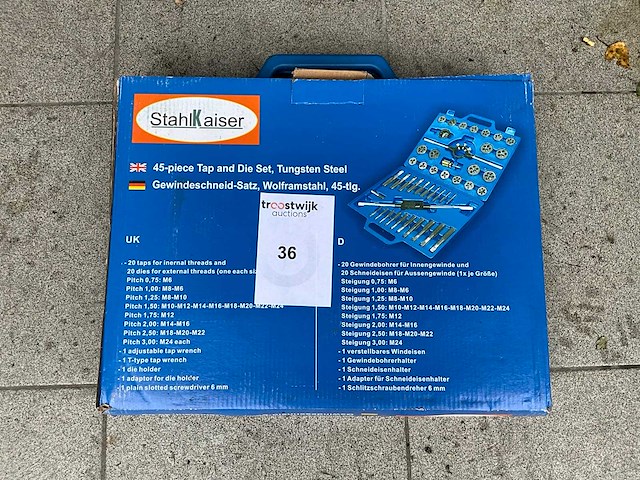 StahlKaiser
45-piece Tap and Die Set, Tungsten Steel
Gewindeschneid-Satz, Wolframstahl, 45-tlg.
troostwijk
auctions
36
UK
- 20 taps for inernal threads and
20 dies for external threads (one each
Pitch 0,75: M6
Pitch 1,00: M8-M6
Pitch 1,25: M8-M10
Pitch 1,50: M10-M12-M14-M16-M18-M20-M22-M24
Pitch 1,75: M12
Pitch 2,00: M14-M16
Pitch 2,50: M18-M20-M22
Pitch 3,00: M24 each
- 1 adjustable tap wrench
- 1 T-type tap wrench
- 1 die holder
- 1 adaptor for die holder
- 1 plain slotted screwdriver 6 mm
D
- 20 Gewindebohrer für Innengewinde und
20 Schneideisen für Aussengewinde (1x je Größe)
Steigung 0,75: M6
Steigung 1,00: M8-M6
Steigung 1,25: M8-M10
Steigung 1,50: M10-M12-M14-M16-M18-M20-M22-M24
Steigung 1,75: M12
Steigung 2,00: M14-M16
Steigung 2,50: M18-M20-M22
Steigung 3,00: M24
- 1 verstellbares Windeisen
- 1 Gewindebohrerhalter
- 1 Schneideisenhalter
- 1 Adapter für Schneideisenhalter
- 1 Schlitzschraubendreher 6 mm